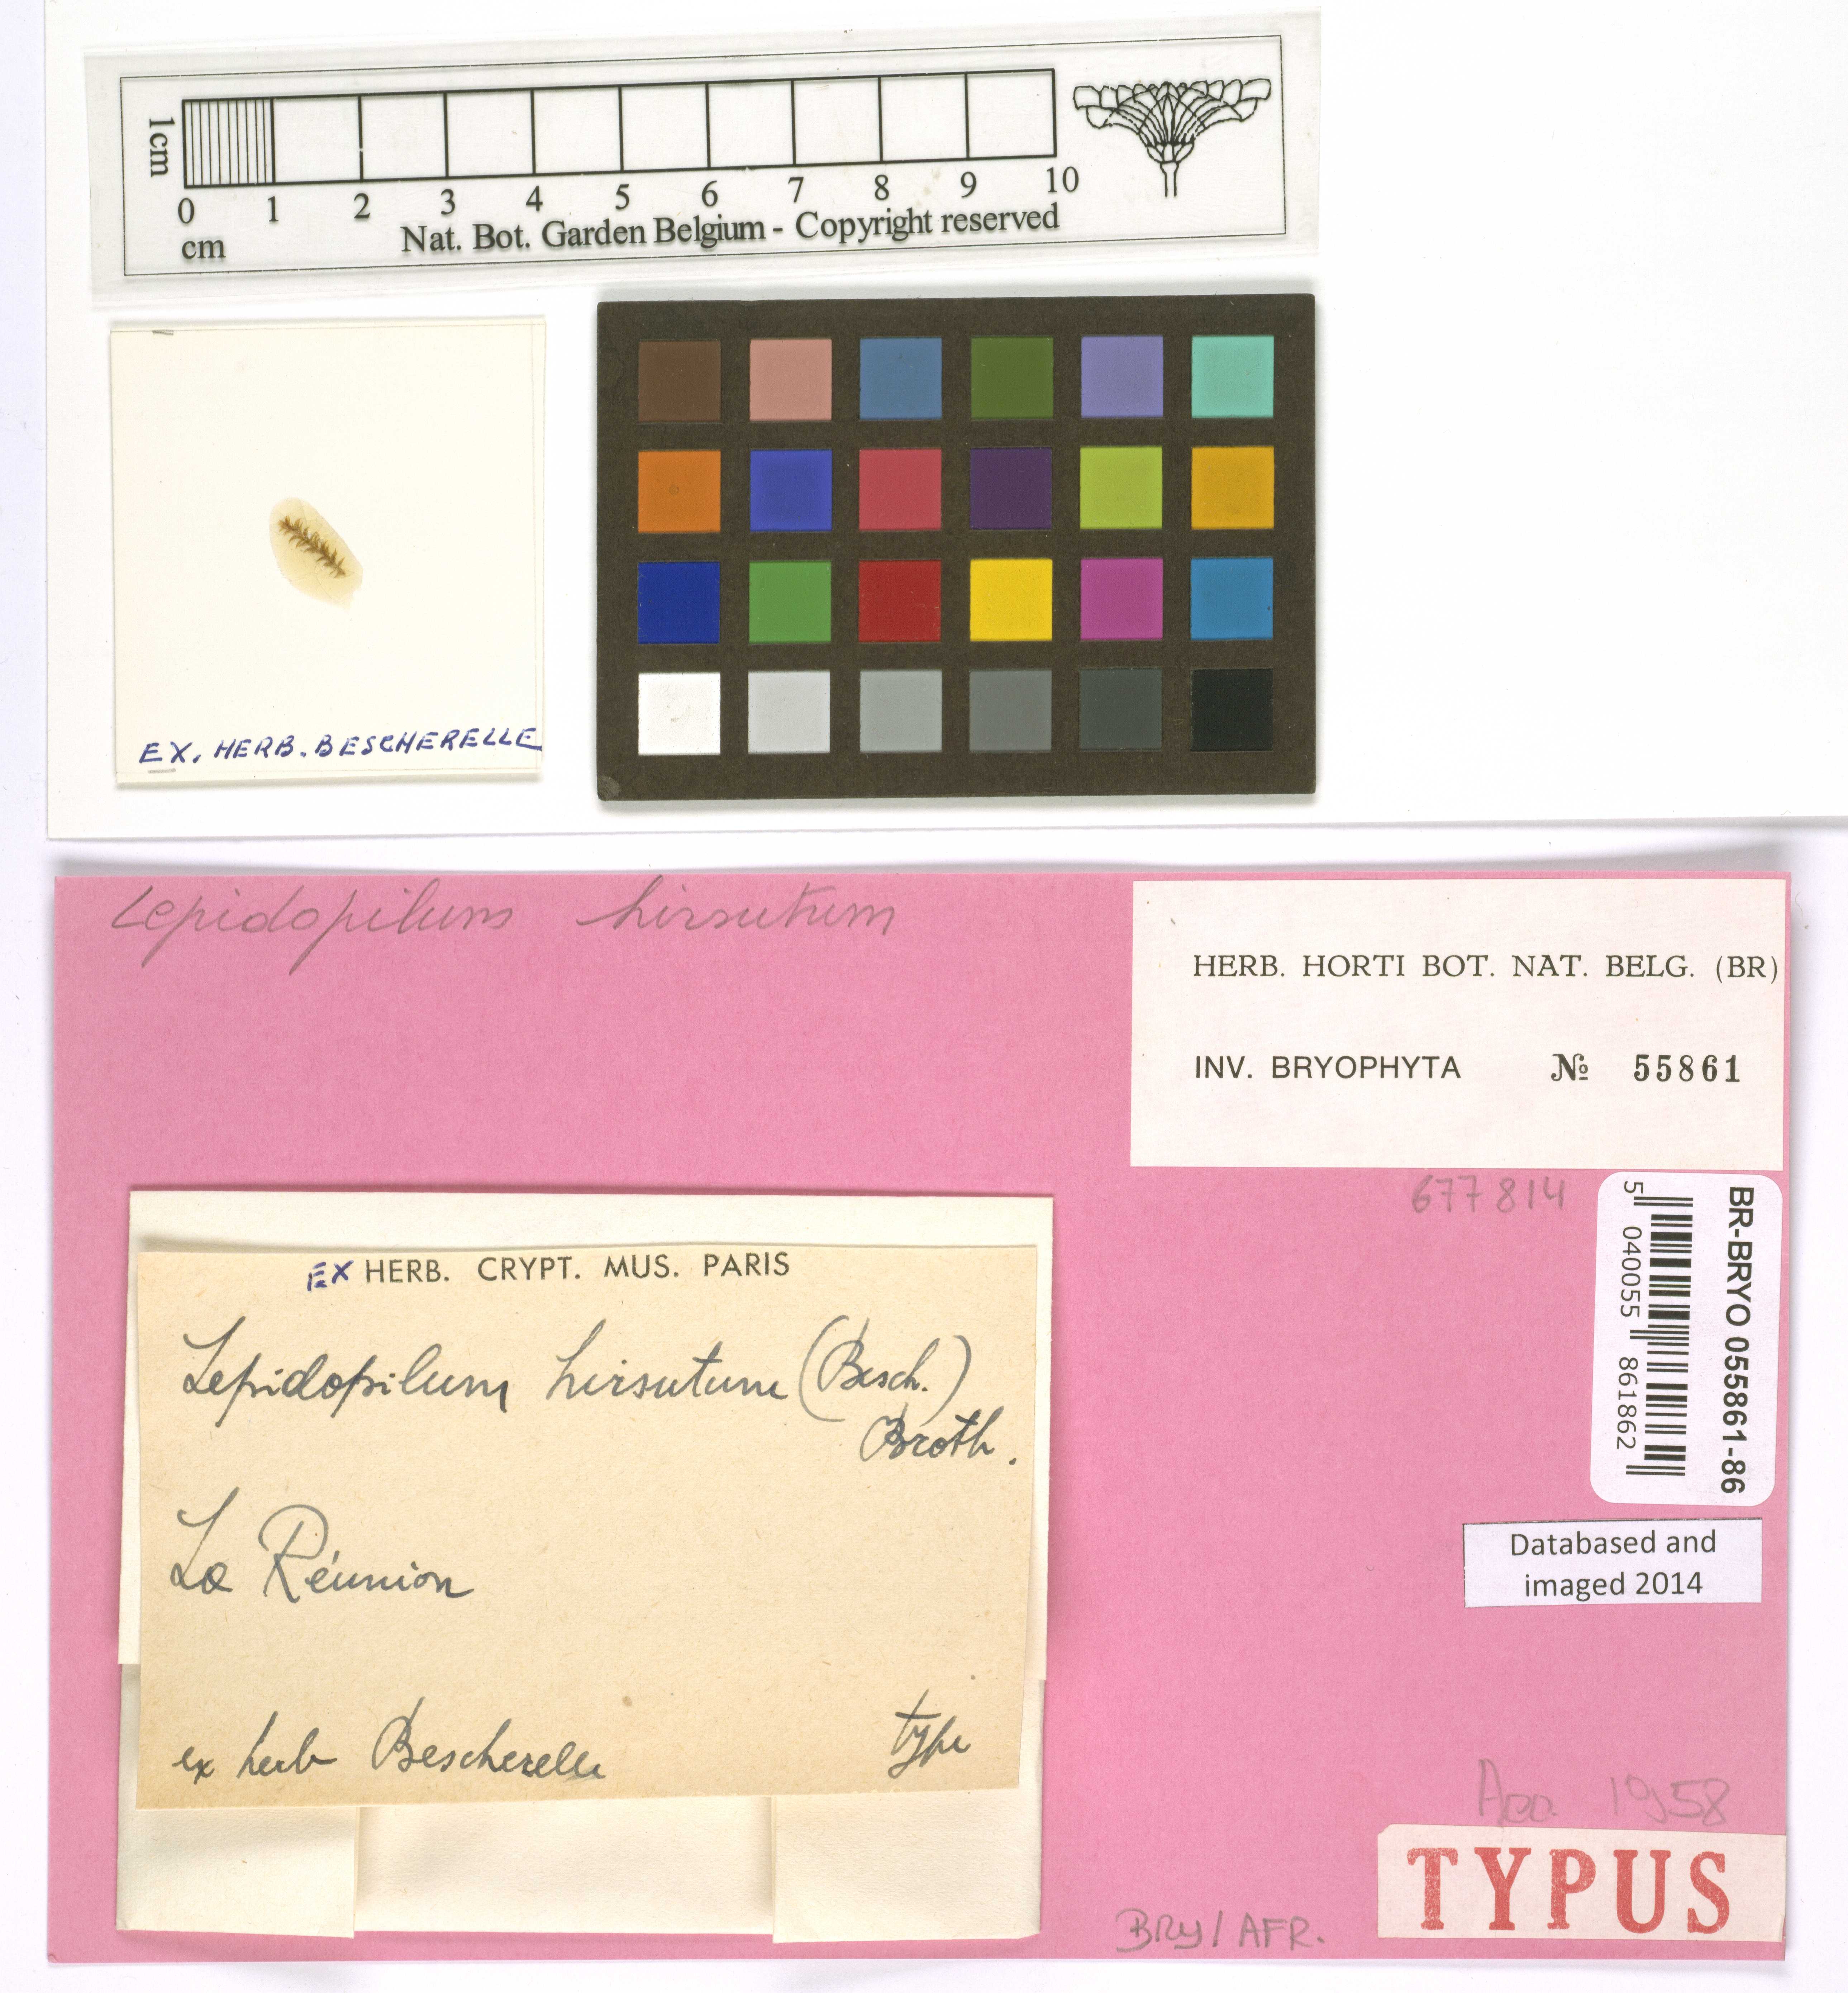 1cm
0 1 2 3 4 5 6 7 8 9 10
cm
Nat. Bot. Garden Belgium - Copyright reserved
EX. HERB. BESCHERELLE
Lepidopilum hirsutum
HERB. HORTI BOT. NAT. BELG. (BR)
INV. BRYOPHYTA № 55861
677814
BR-BRYO 055861-86
5 040055 861862
Databased and
imaged 2014
EX HERB. CRYPT. MUS. PARIS
Lepidopilum hirsutum (Besch.)
Broth.
La Réunion
ex herb Bescherelle type
1958
TYPUS
BRY/AFR.